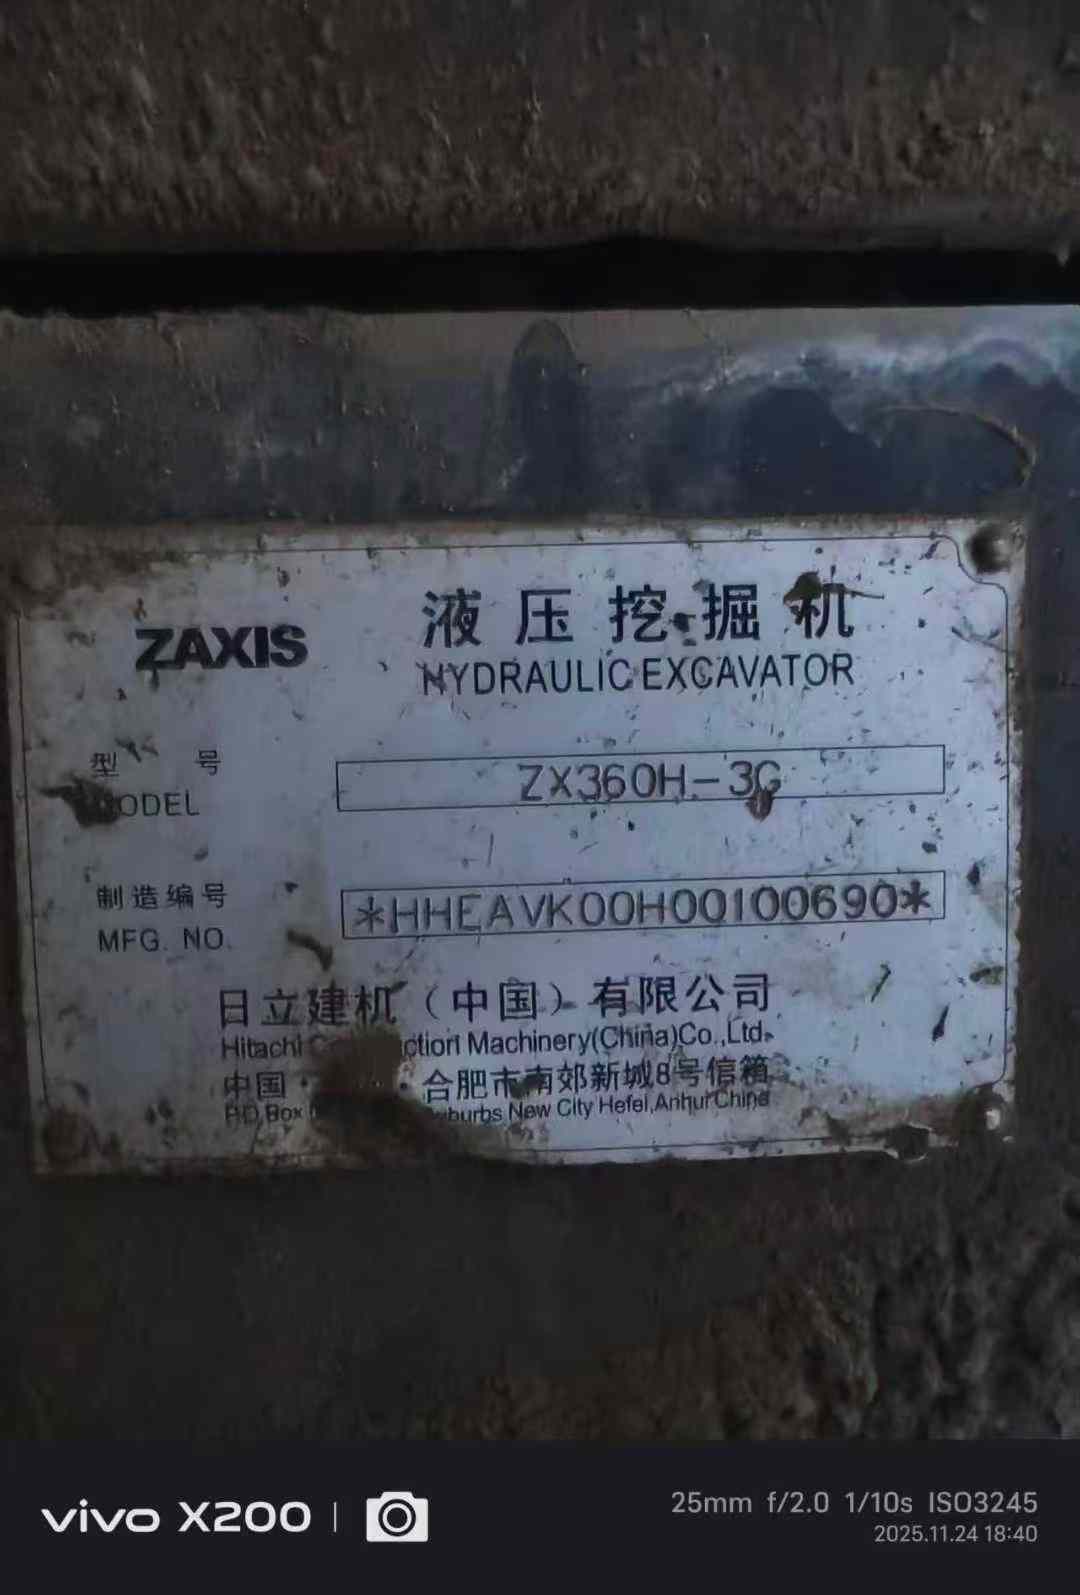 ZAXIS
液压挖掘机
HYDRAULIC EXCAVATOR
型号
MODEL
ZX360H-3G
制造编号
MFG. NO.
*HHEAVK00H00100690*
日立建机（中国）有限公司
Hitachi Machinery(China)Co.,Ltd.
中国· ·合肥市南郊新城8号信箱
P.O.Box New City Hefei,Anhui China
vivo X200
25mm f/2.0 1/10s ISO3245
2025.11.24 18:40